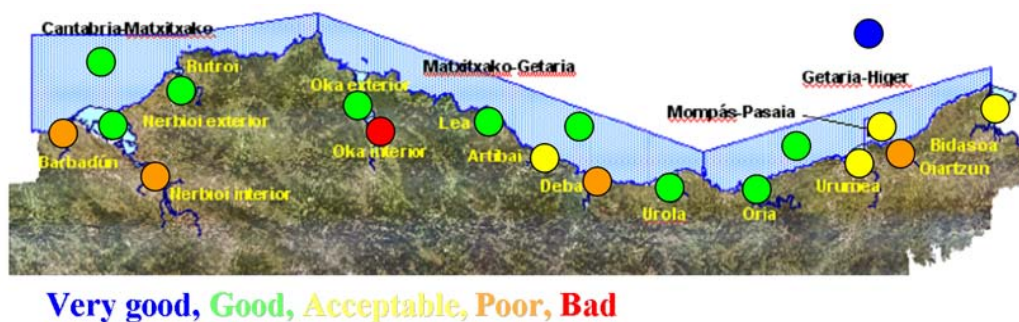 Cantabria-Matxitxako
Butroi
Oka exterior
Matxitxako-Getaria
Getaria-Higer
Mompás-Pasaia
Nerbioi exterior
Lea
Barbadún
Oka interior
Artibai
Bidasoa
Oiartzun
Nerbioi interior
Deba
Urumea
Urola
Oria
Very good, Good, Acceptable, Poor, Bad